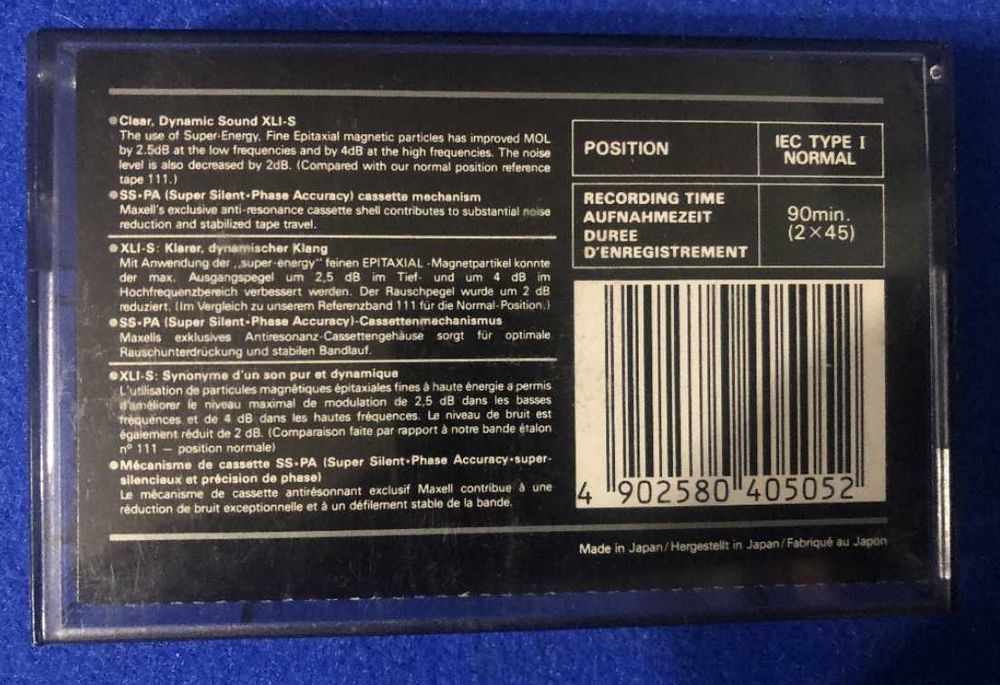 ●Clear, Dynamic Sound XLI-S
The use of Super-Energy, Fine Epitaxial magnetic particles has improved MOL
by 2.5dB at the low frequencies and by 4dB at the high frequencies. The noise
level is also decreased by 2dB. (Compared with our normal position reference
tape 111.)
●SS•PA (Super Silent•Phase Accuracy) cassette mechanism
Maxell's exclusive anti-resonance cassette shell contributes to substantial noise
reduction and stabilized tape travel.
●XLI-S: Klarer, dynamischer Klang
Mit Anwendung der „super-energy" feinen EPITAXIAL -Magnetpartikel konnte
der max. Ausgangspegel um 2,5 dB im Tief- und um 4 dB im
Hochfrequenzbereich verbessert werden. Der Rauschpegel wurde um 2 dB
reduziert. (Im Vergleich zu unserem Referenzband 111 für die Normal-Position.)
●SS•PA (Super Silent•Phase Accuracy)-Cassettenmechanismus
Maxells exklusives Antiresonanz-Cassettengehäuse sorgt für optimale
Rauschunterdrückung und stabilen Bandlauf.
●XLI-S: Synonyme d'un son pur et dynamique
L'utilisation de particules magnétiques épitaxiales fines à haute énergie a permis
d'améliorer le niveau maximal de modulation de 2,5 dB dans les basses
fréquences et de 4 dB dans les hautes fréquences. Le niveau de bruit est
également réduit de 2 dB. (Comparaison faite par rapport à notre bande étalon
nº 111 — position normale)
●Mécanisme de cassette SS•PA (Super Silent•Phase Accuracy•super-
silencieux et précision de phase)
Le mécanisme de cassette antirésonnant exclusif Maxell contribue à une
réduction de bruit exceptionnelle et à un défilement stable de la bande.
POSITION
IEC TYPE I
NORMAL
RECORDING TIME
AUFNAHMEZEIT
DUREE
D'ENREGISTREMENT
90min.
(2×45)
4 902580 405052
Made in Japan/Hergestellt in Japan/Fabriqué au Japon